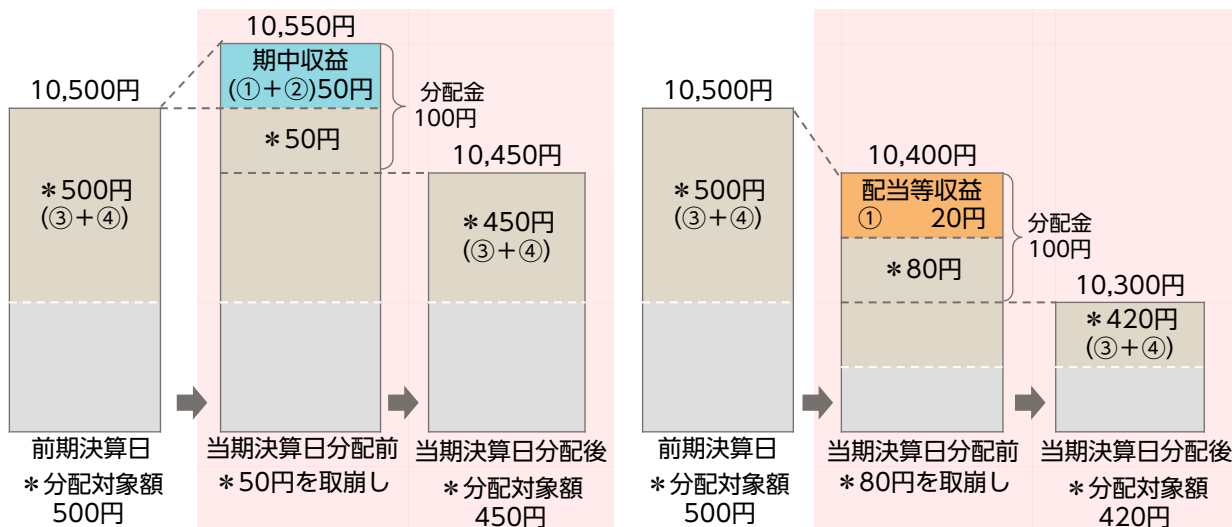 10,500円
＊500円
(③＋④)
前期決算日
＊分配対象額
500円
10,550円
期中収益
(①＋②)50円
＊50円
分配金
100円
当期決算日分配前
＊50円を取崩し
10,450円
＊450円
(③＋④)
当期決算日分配後
＊分配対象額
450円
10,500円
＊500円
(③＋④)
前期決算日
＊分配対象額
500円
10,400円
配当等収益
① 20円
＊80円
分配金
100円
当期決算日分配前
＊80円を取崩し
10,300円
＊420円
(③＋④)
当期決算日分配後
＊分配対象額
420円